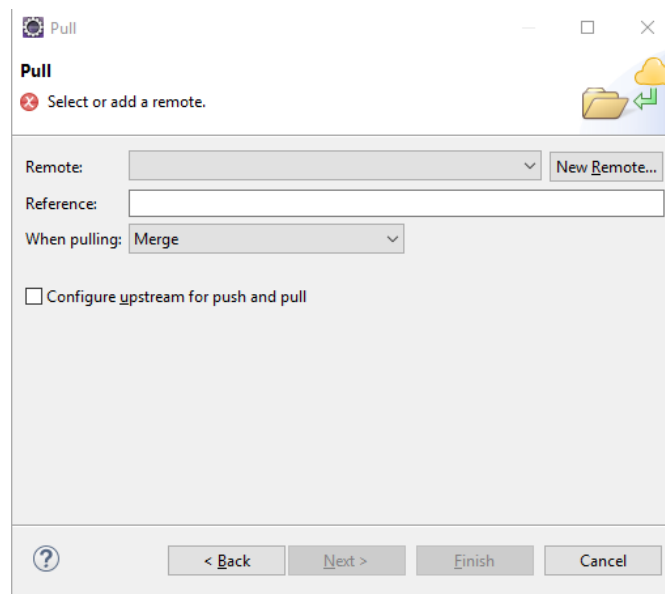 Pull
Pull
Select or add a remote.
Remote: New Remote...
Reference:
When pulling: Merge
Configure upstream for push and pull
? < Back Next > Finish Cancel